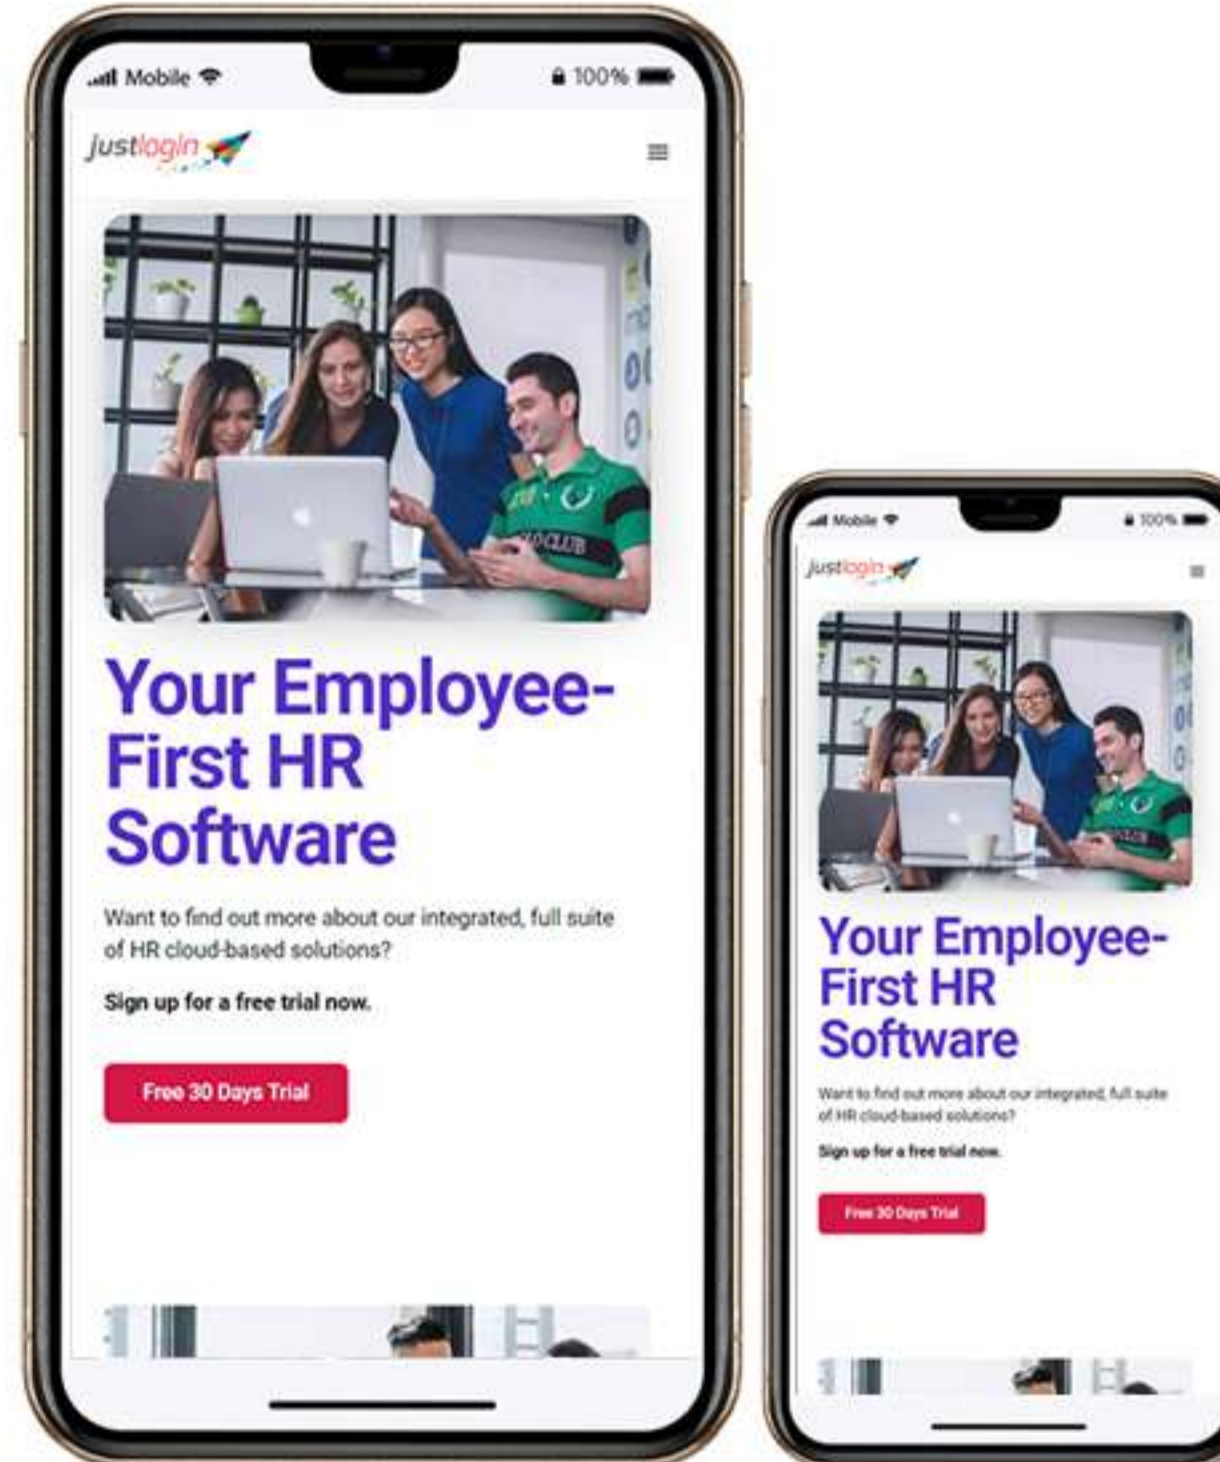 Mobile
100%
justlogin
Your Employee-
First HR
Software
Want to find out more about our integrated, full suite
of HR cloud-based solutions?
Sign up for a free trial now.
Free 30 Days Trial
Mobile
100%
justlogin
Your Employee-
First HR
Software
Want to find out more about our integrated, full suite
of HR cloud-based solutions?
Sign up for a free trial now.
Free 30 Days Trial